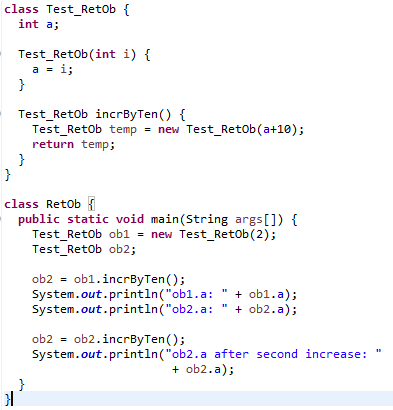 class Test_RetOb {
  int a;

  Test_RetOb(int i) {
    a = i;
  }

  Test_RetOb incrByTen() {
    Test_RetOb temp = new Test_RetOb(a+10);
    return temp;
  }
}

class RetOb {
  public static void main(String args[]) {
    Test_RetOb ob1 = new Test_RetOb(2);
    Test_RetOb ob2;

    ob2 = ob1.incrByTen();
    System.out.println("ob1.a: " + ob1.a);
    System.out.println("ob2.a: " + ob2.a);

    ob2 = ob2.incrByTen();
    System.out.println("ob2.a after second increase: "
                        + ob2.a);
  }
}